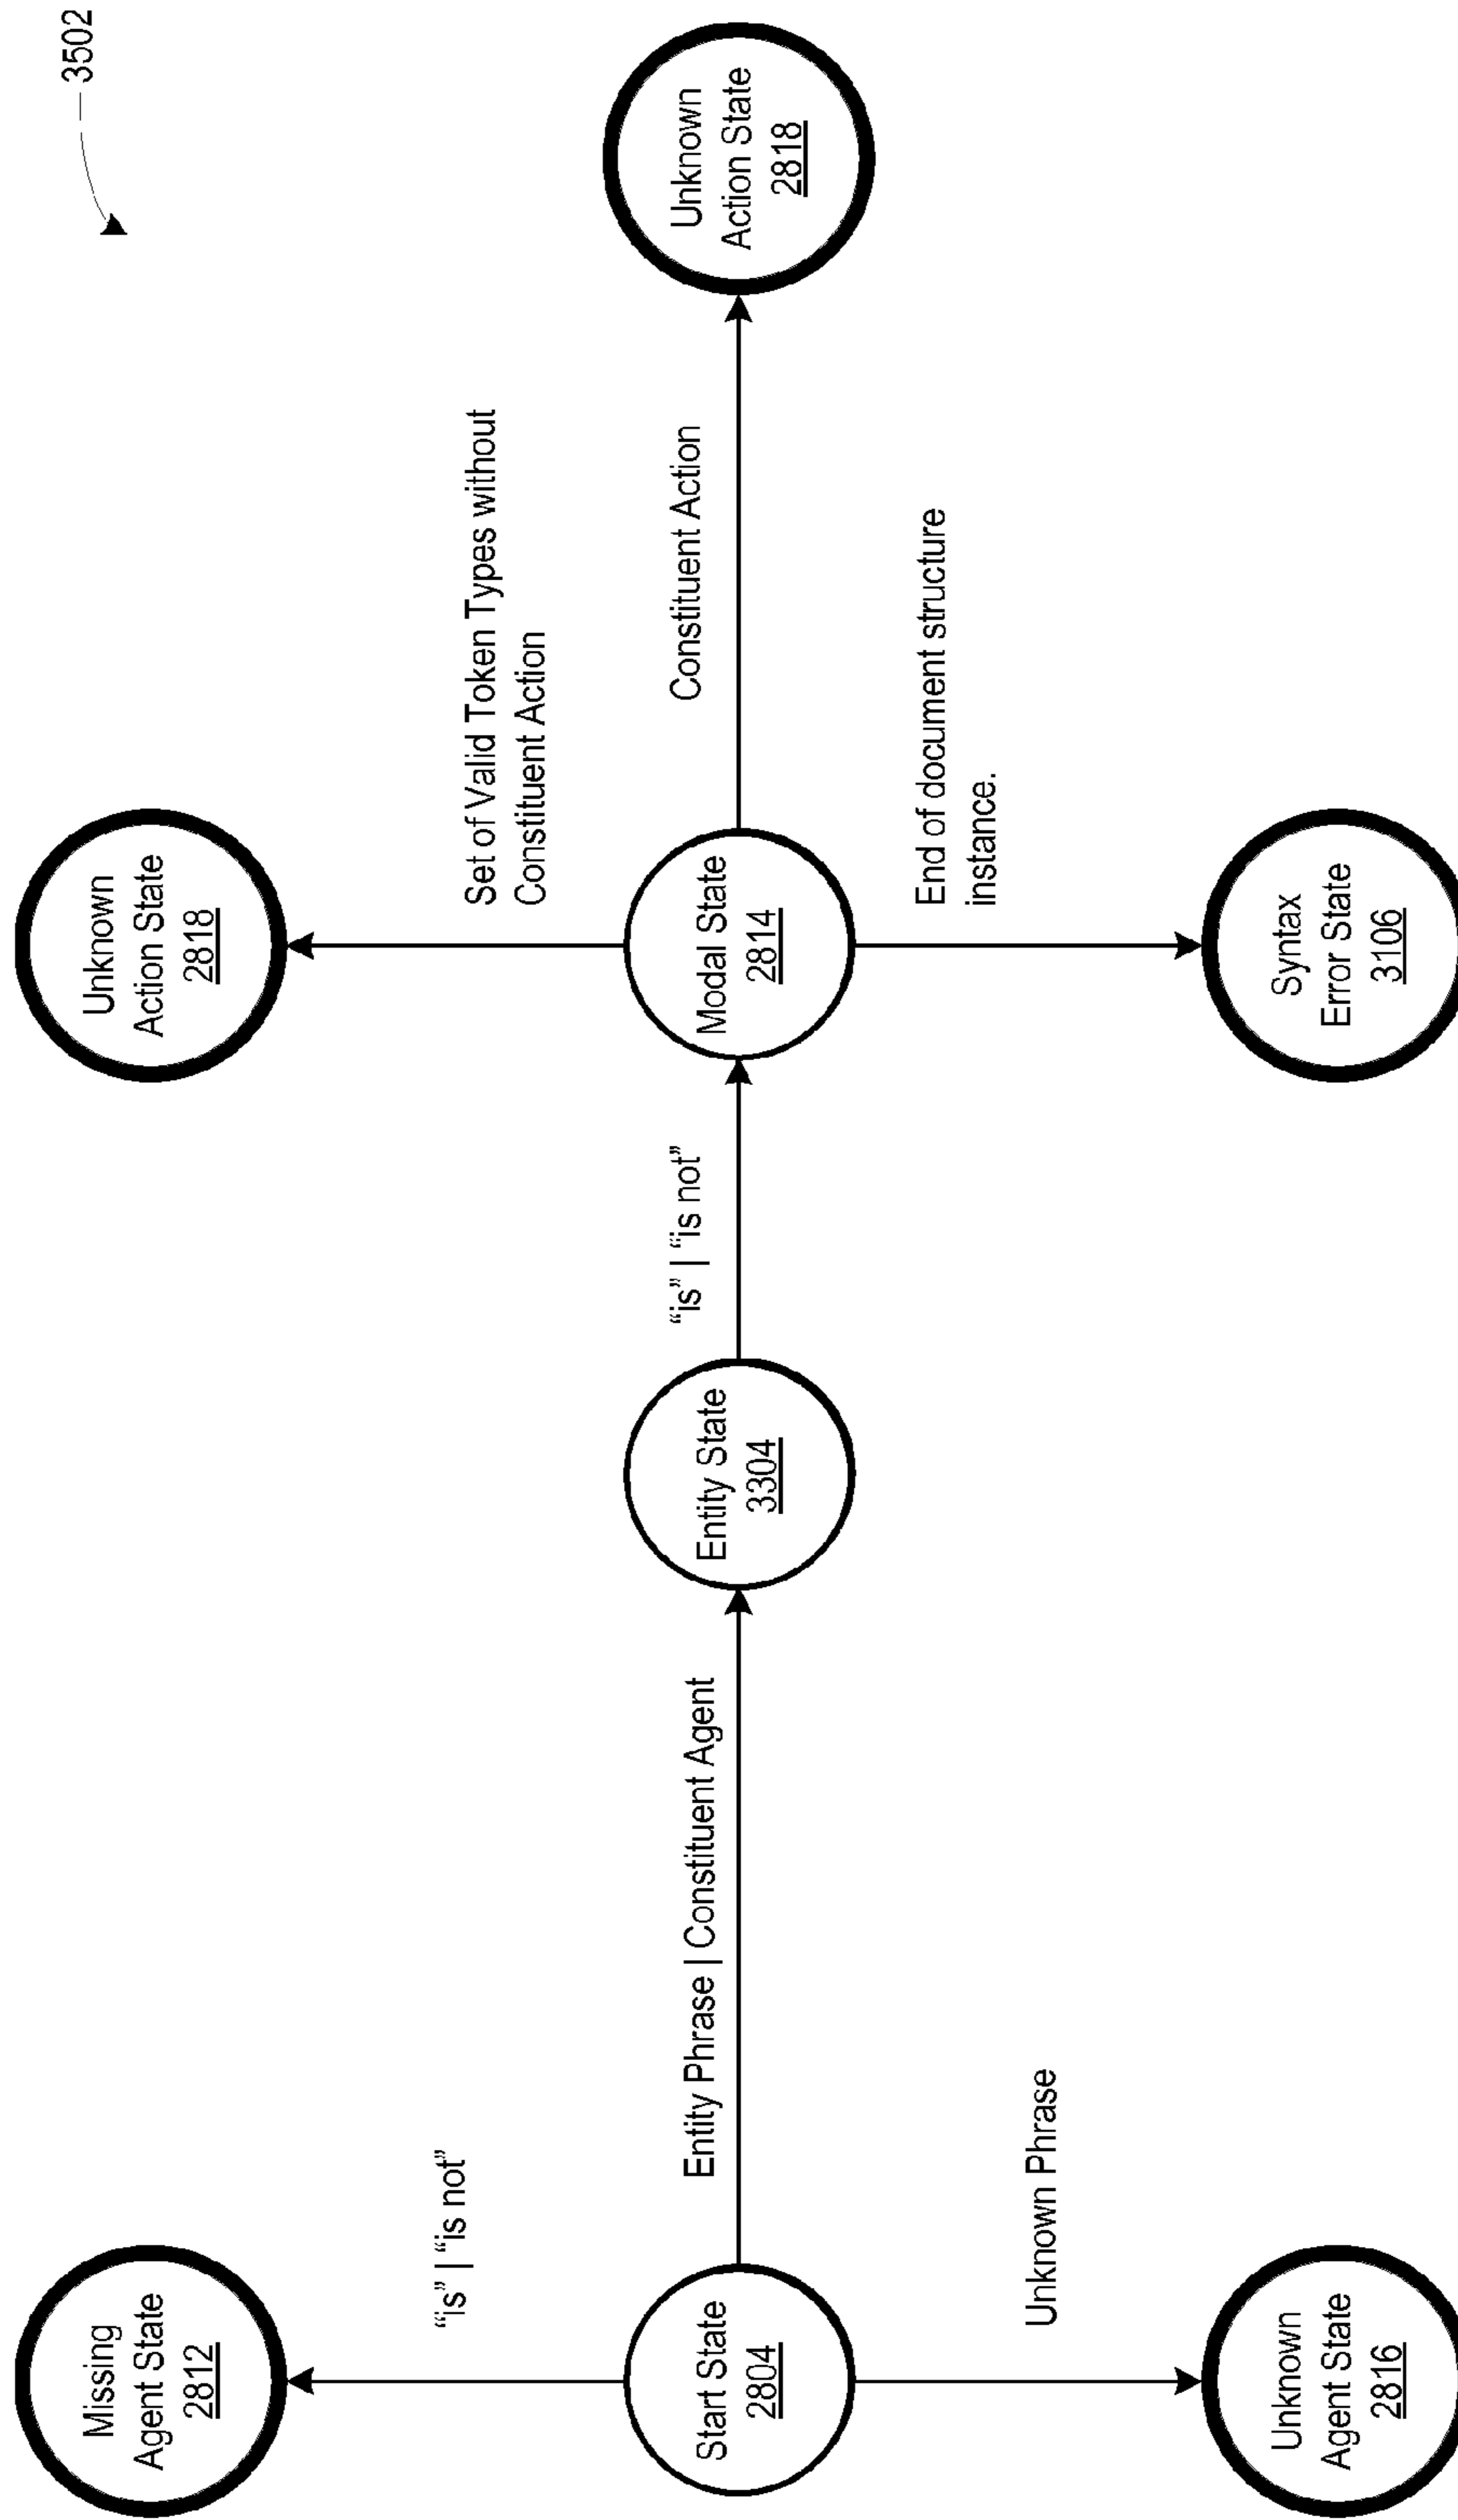 3502
Missing
Agent State
2812
Unknown
Action State
2818
"is" | "is not"
Set of Valid Token Types without
Constituent Action
Start State
2804
Entity Phrase | Constituent Agent
Entity State
3304
“is” | “is not”
Modal State
2814
Constituent Action
Unknown
Action State
2818
Unknown Phrase
End of document structure
instance.
Unknown
Agent State
2816
Syntax
Error State
3106